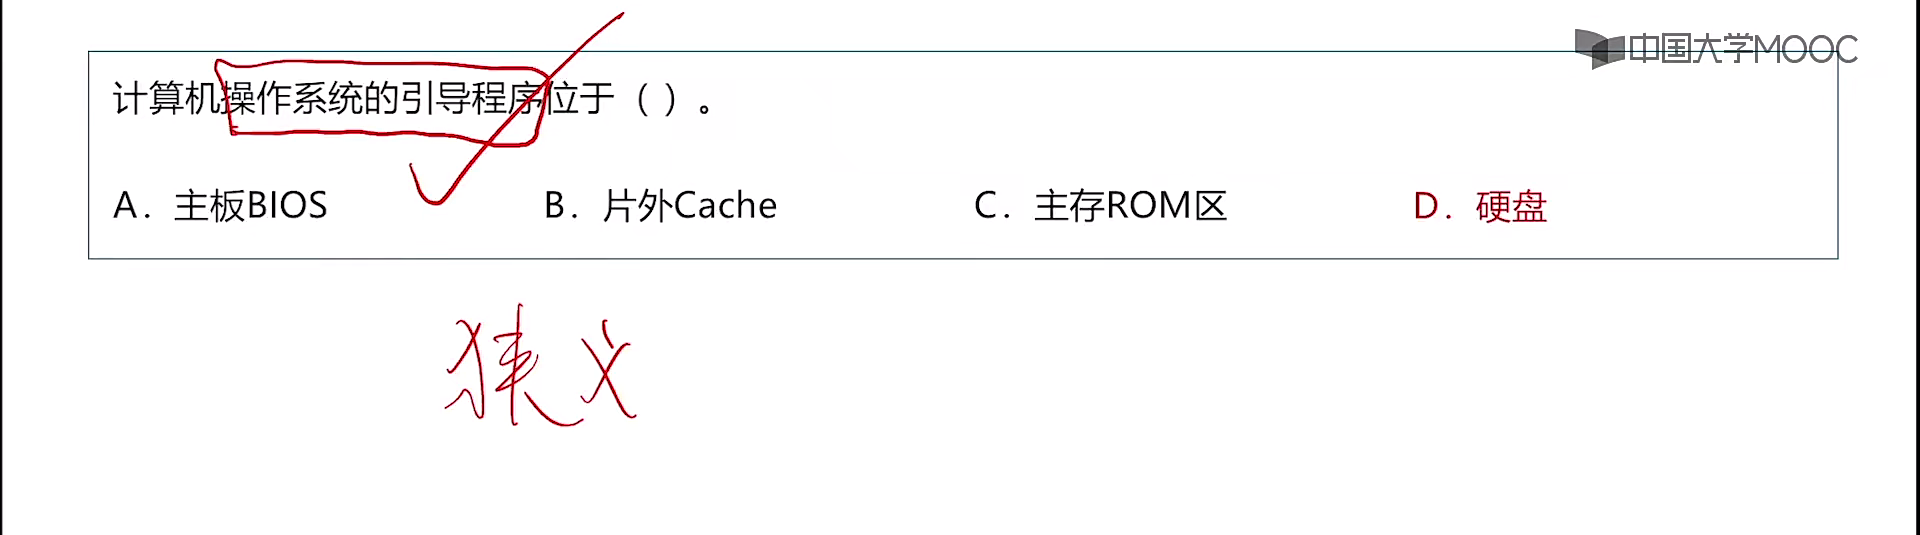 中国大学MOOC
计算机操作系统的引导程序位于（ ）。
A. 主板BIOS B. 片外Cache C. 主存ROM区 D. 硬盘
狭义